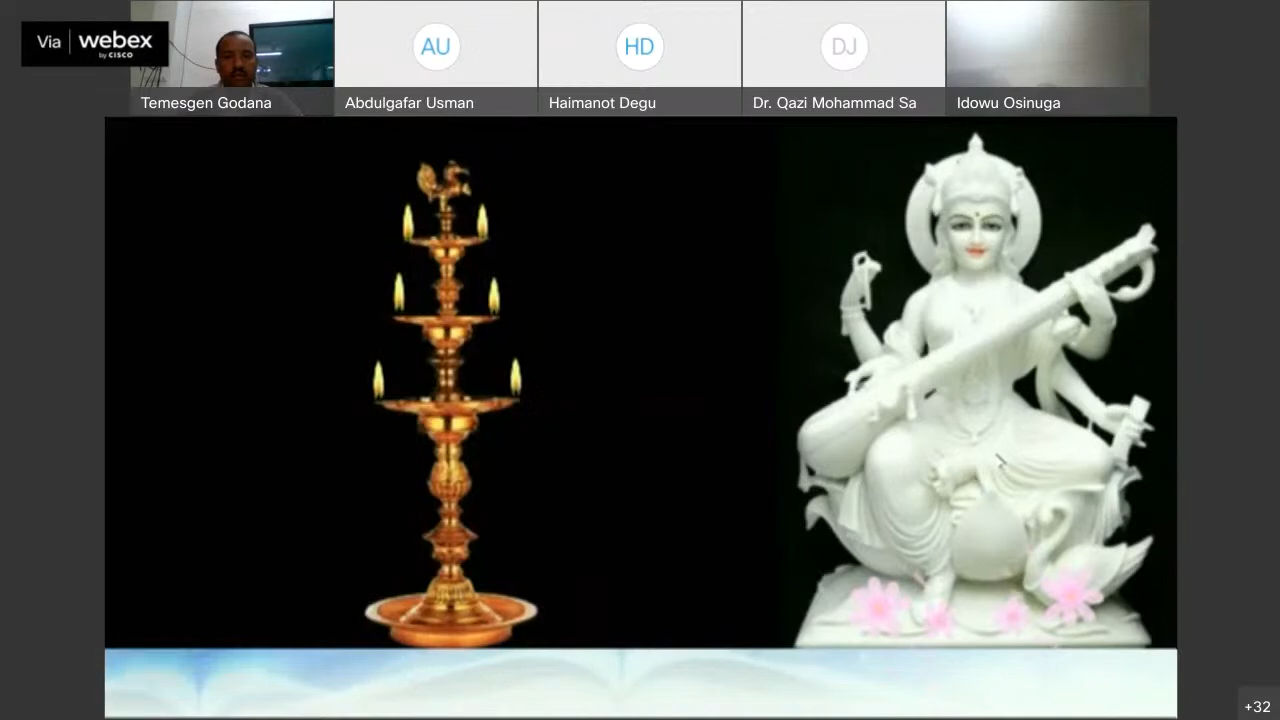 Via webex
by CISCO
AU
HD
DJ
Temesgen Godana
Abdulgafar Usman
Haimanot Degu
Dr. Qazi Mohammad Sa
Idowu Osinuga
+32